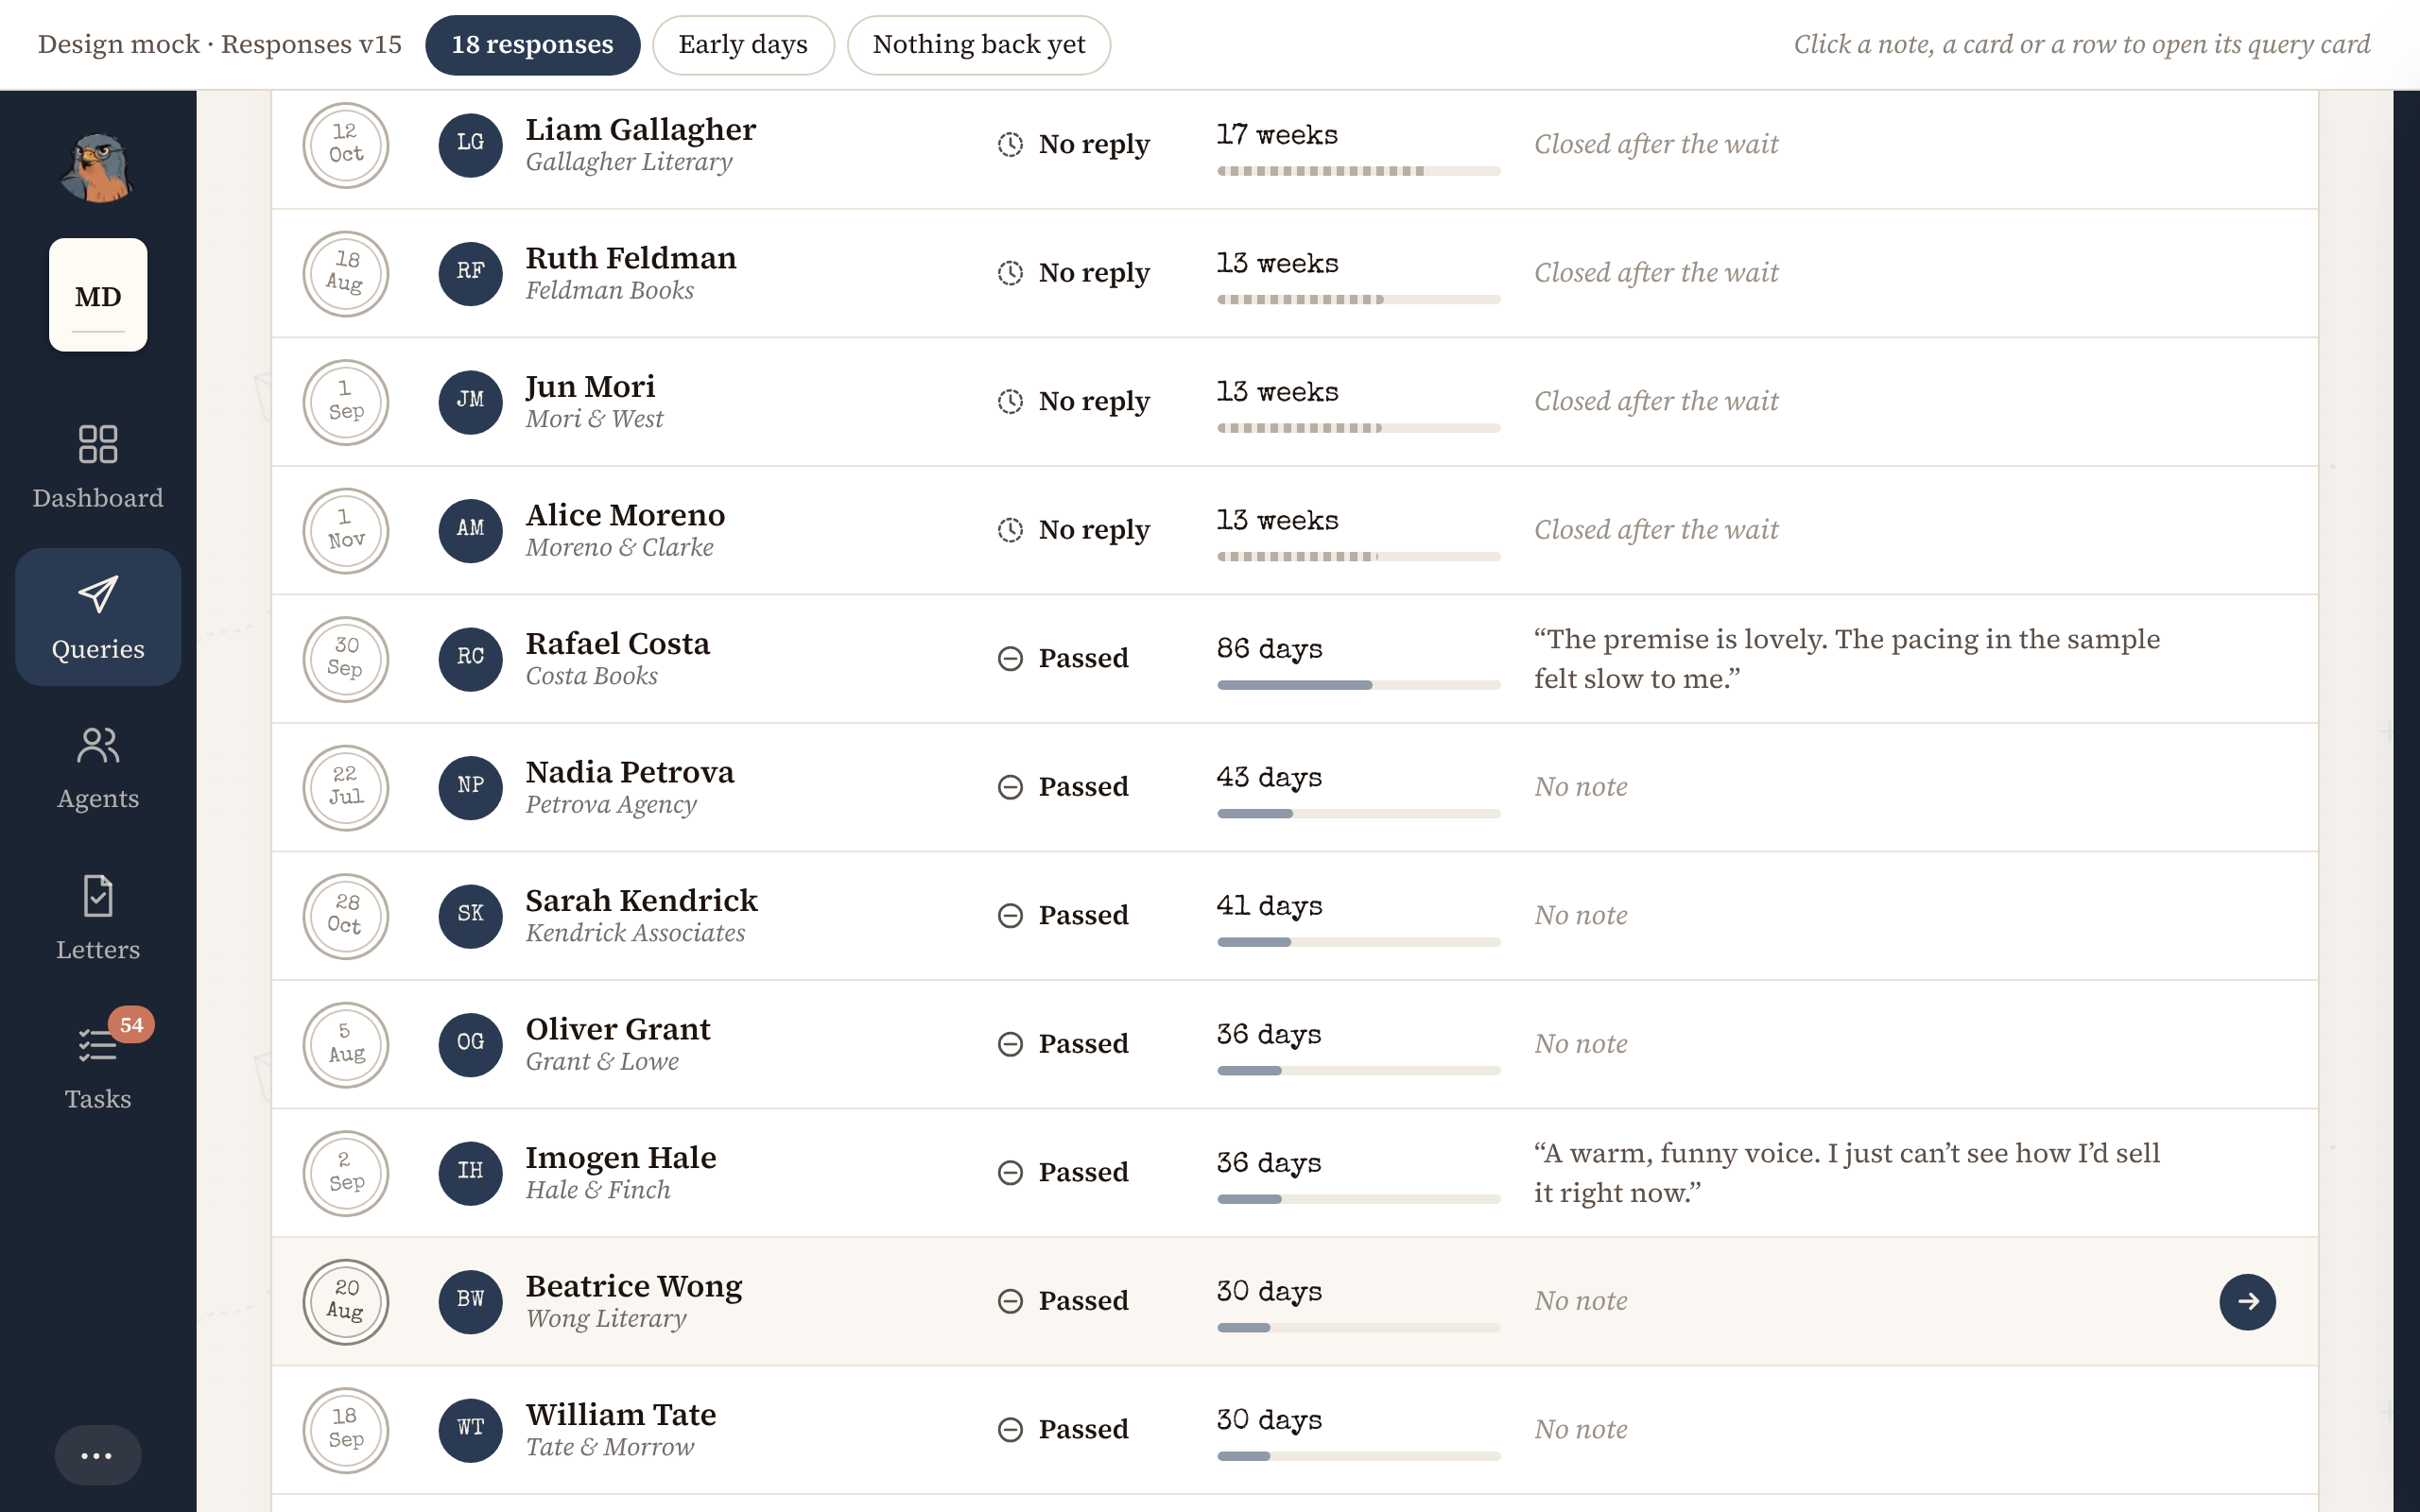 Design mock · Responses v15
18 responses
Early days
Nothing back yet
Click a note, a card or a row to open its query card
MD
Dashboard
Queries
Agents
Letters
54
Tasks
12
Oct
LG
Liam Gallagher
Gallagher Literary
No reply
17 weeks
Closed after the wait
18
Aug
RF
Ruth Feldman
Feldman Books
No reply
13 weeks
Closed after the wait
1
Sep
JM
Jun Mori
Mori & West
No reply
13 weeks
Closed after the wait
1
Nov
AM
Alice Moreno
Moreno & Clarke
No reply
13 weeks
Closed after the wait
30
Sep
RC
Rafael Costa
Costa Books
Passed
86 days
“The premise is lovely. The pacing in the sample
felt slow to me.”
22
Jul
NP
Nadia Petrova
Petrova Agency
Passed
43 days
No note
28
Oct
SK
Sarah Kendrick
Kendrick Associates
Passed
41 days
No note
5
Aug
OG
Oliver Grant
Grant & Lowe
Passed
36 days
No note
2
Sep
IH
Imogen Hale
Hale & Finch
Passed
36 days
“A warm, funny voice. I just can’t see how I’d sell
it right now.”
20
Aug
BW
Beatrice Wong
Wong Literary
Passed
30 days
No note
18
Sep
WT
William Tate
Tate & Morrow
Passed
30 days
No note